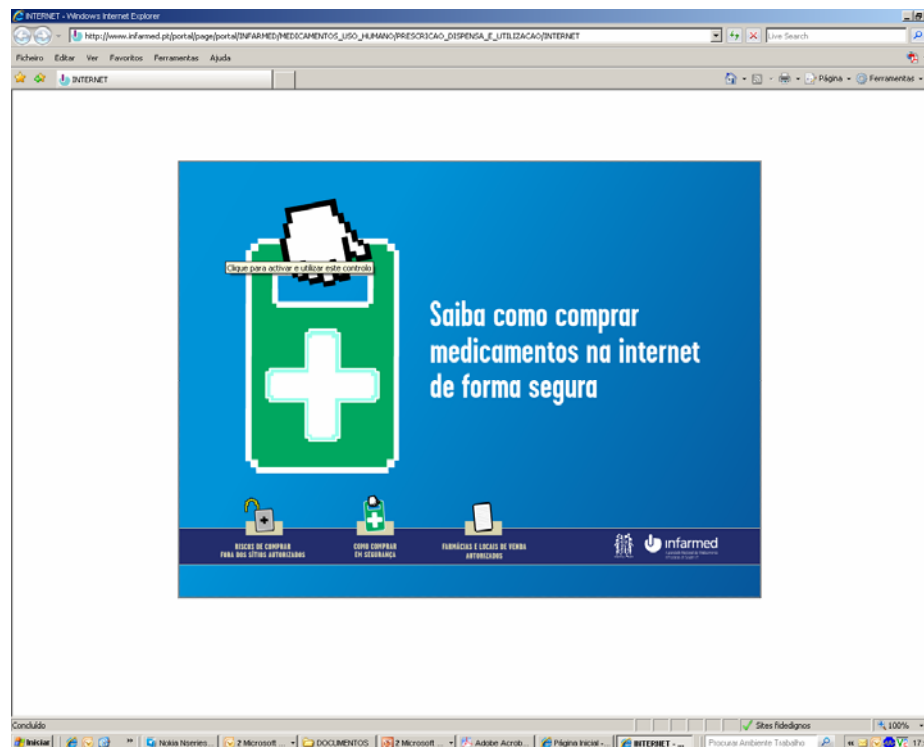 INTERNET - Windows Internet Explorer
http://www.infarmed.pt/portal/page/portal/INFARMED/MEDICAMENTOS_USO_HUMANO/PRESCRICAO_DISPENSA_E_UTILIZACAO/INTERNET
Live Search
Ficheiro Editar Ver Favoritos Ferramentas Ajuda
INTERNET
Página
Ferramentas
Clique para activar e utilizar este controlo
Saiba como comprar
medicamentos na internet
de forma segura
RISCOS DE COMPRAR
FORA DOS SÍTIOS AUTORIZADOS
COMO COMPRAR
EM SEGURANÇA
FARMÁCIAS E LOCAIS DE VENDA
AUTORIZADOS
infarmed
Concluído
Sites fidedignos
100%
Iniciar
Nokia Nseries...
2 Microsoft ...
DOCUMENTOS
2 Microsoft ...
Adobe Acrob...
Página Inicial -...
INTERNET - ...
Procurar Ambiente Trabalho